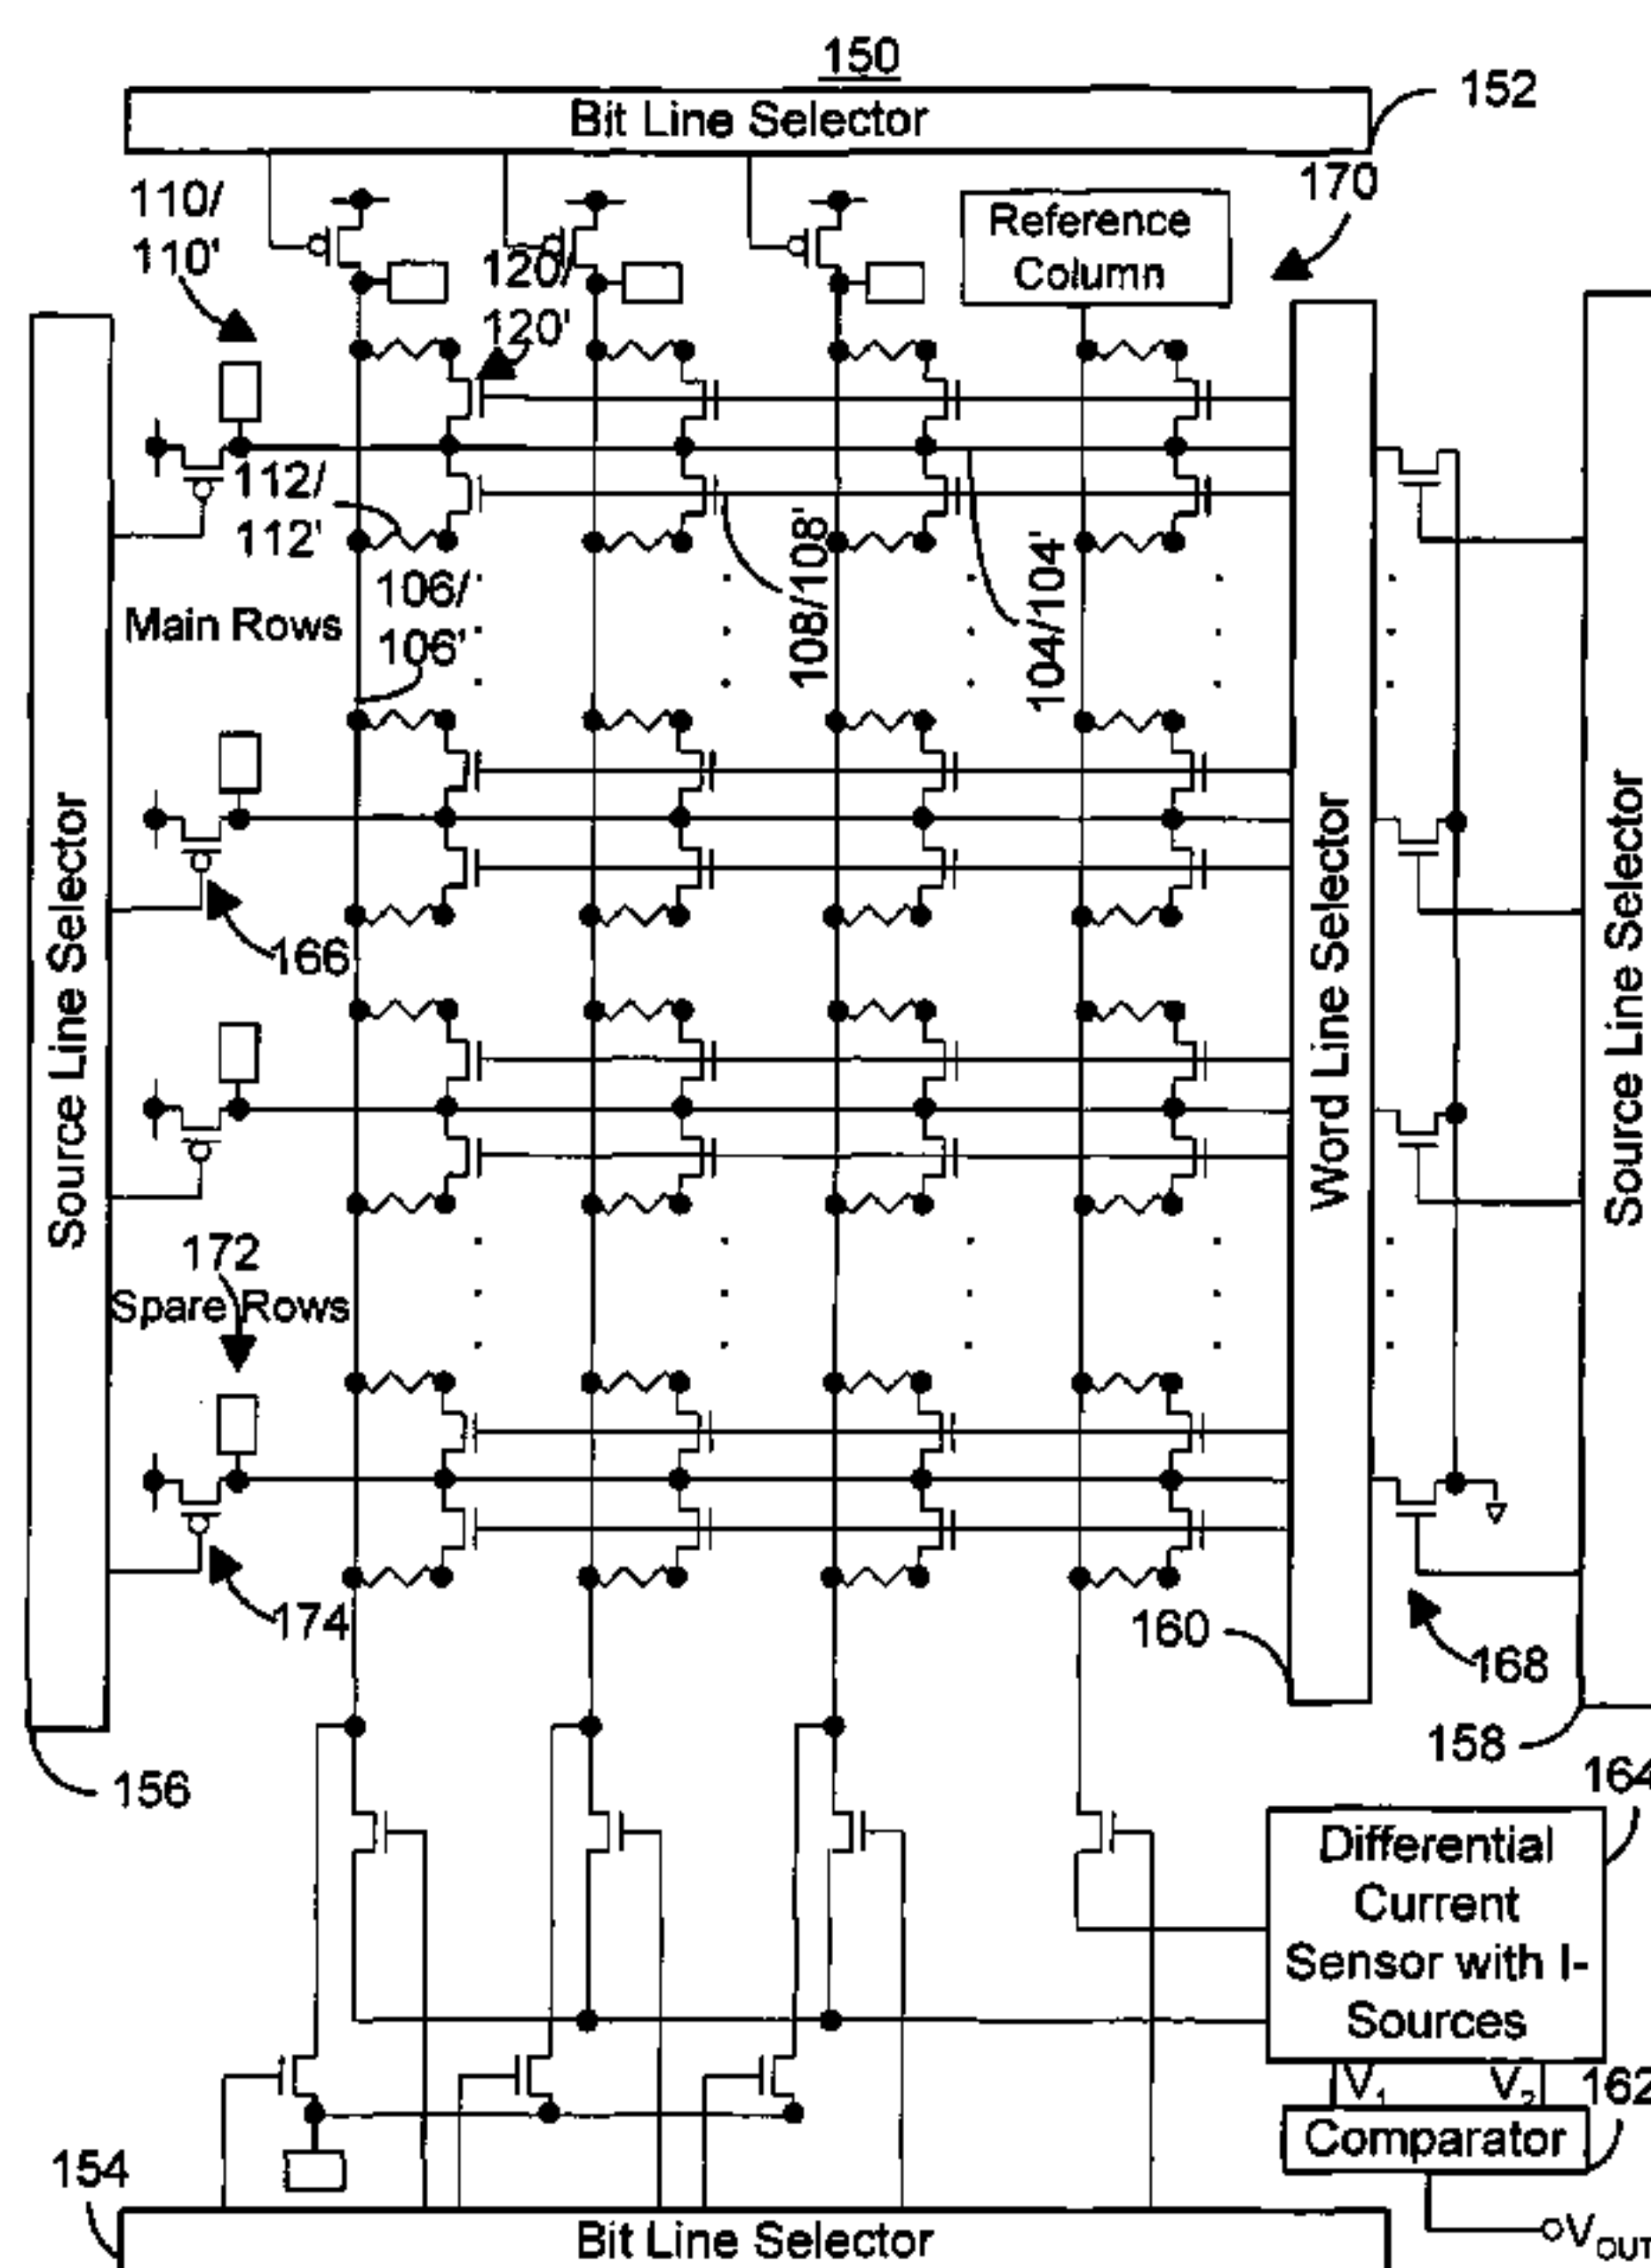 150
Bit Line Selector
152
170
110/
110'
120/
120'
Reference
Column
112/
112'
106/
106'
Main Rows
108/108'
104/104'
Source Line Selector
Word Line Selector
Source Line Selector
166
172
Spare Rows
174
160
168
156
158
164
Differential
Current
Sensor with I-
Sources
V1
V2
162
Comparator
154
Bit Line Selector
VOUT